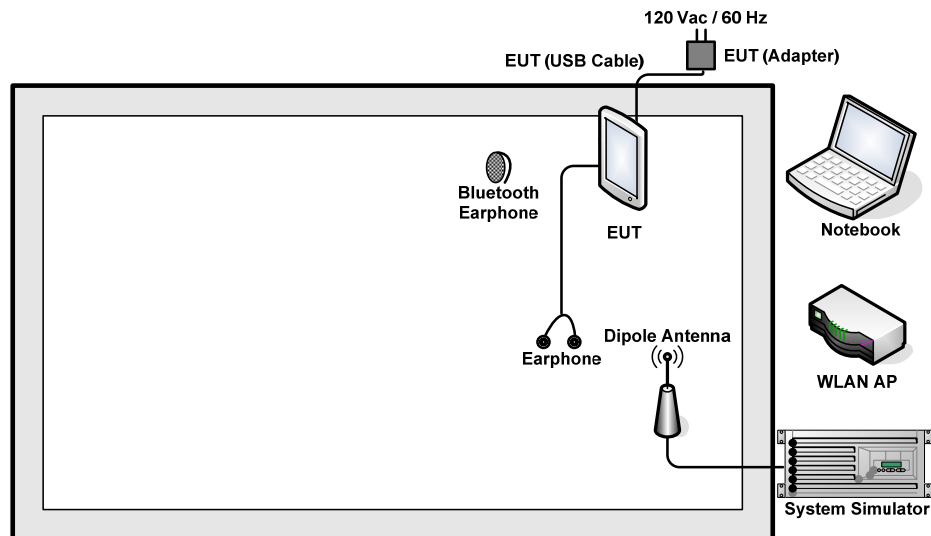 120 Vac / 60 Hz
EUT (USB Cable)
EUT (Adapter)
Bluetooth
Earphone
EUT
Notebook
Earphone
Dipole Antenna
WLAN AP
System Simulator